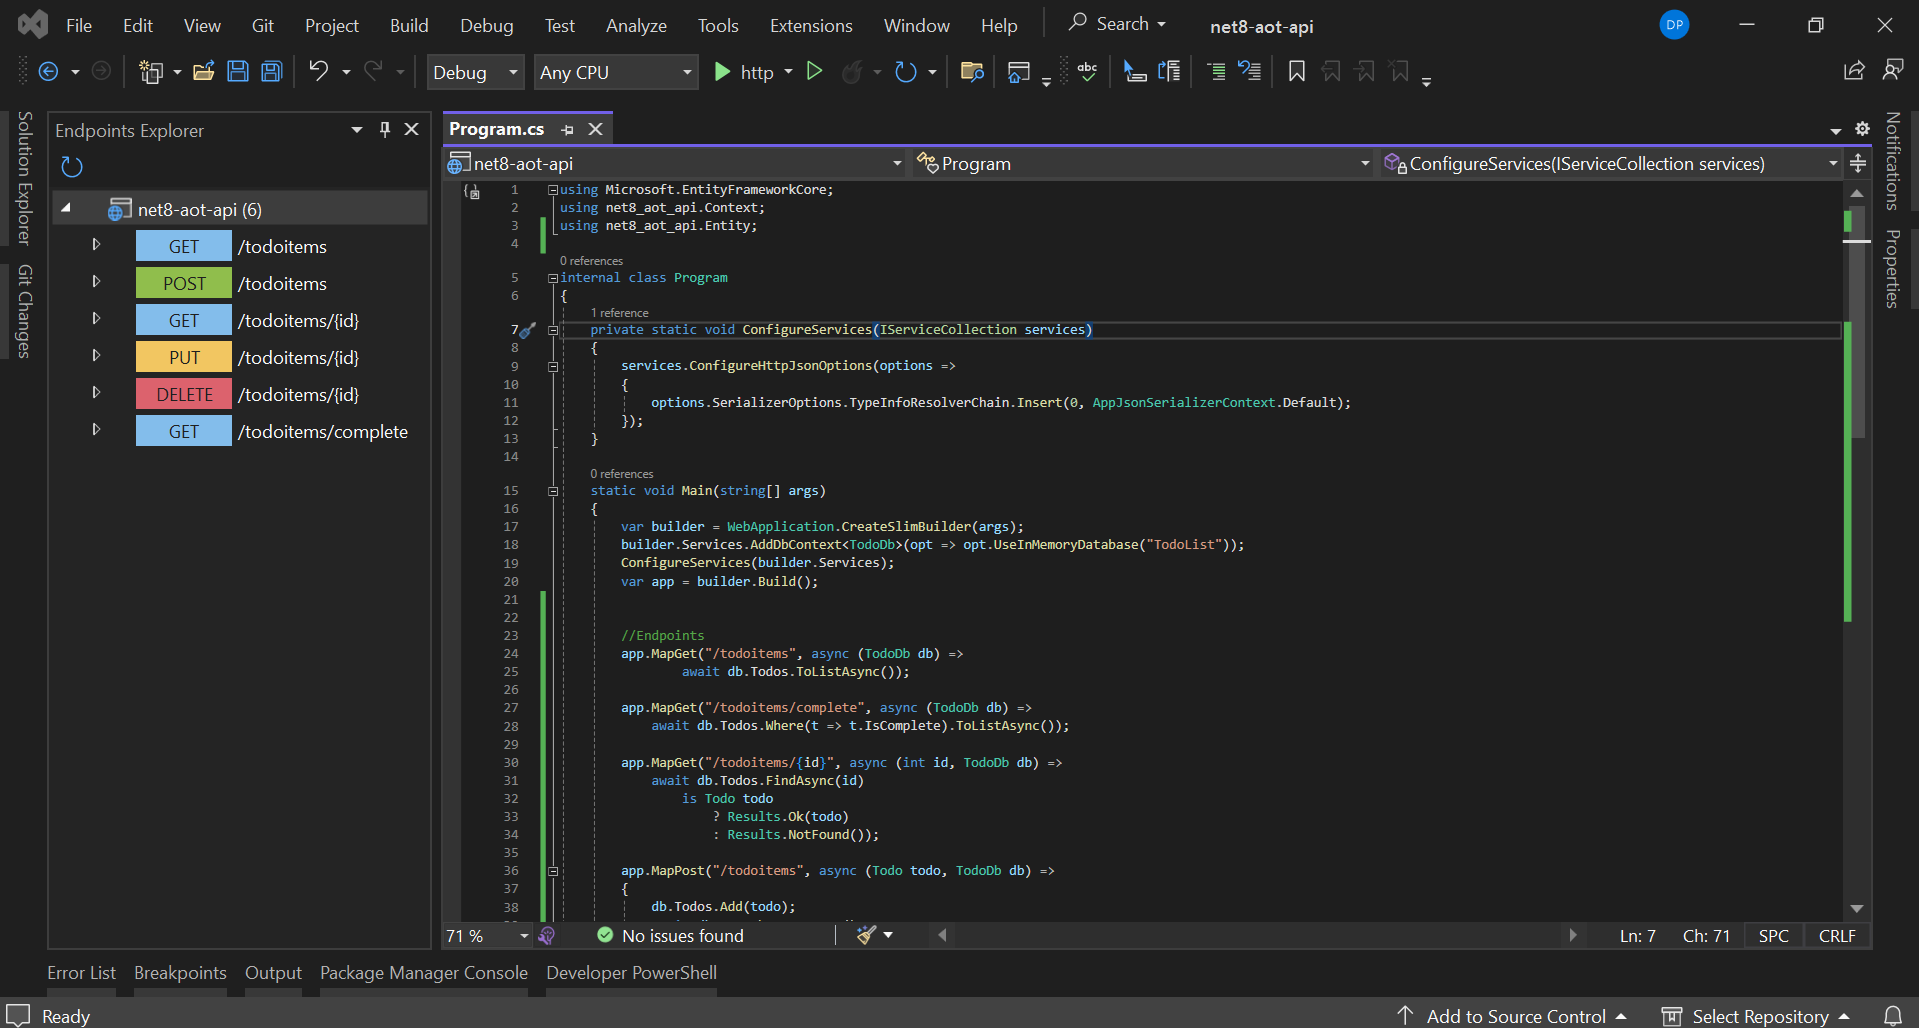 File Edit View Git Project Build Debug Test Analyze Tools Extensions Window Help Search net8-aot-api DP
Debug Any CPU http
Solution Explorer
Git Changes
Endpoints Explorer
net8-aot-api (6)
GET /todoitems
POST /todoitems
GET /todoitems/{id}
PUT /todoitems/{id}
DELETE /todoitems/{id}
GET /todoitems/complete
Program.cs
net8-aot-api Program ConfigureServices(IServiceCollection services)
1 using Microsoft.EntityFrameworkCore;
2 using net8_aot_api.Context;
3 using net8_aot_api.Entity;
4
0 references
5 internal class Program
6 {
1 reference
7 private static void ConfigureServices(IServiceCollection services)
8 {
9 services.ConfigureHttpJsonOptions(options =>
10 {
11 options.SerializerOptions.TypeInfoResolverChain.Insert(0, AppJsonSerializerContext.Default);
12 });
13 }
14
0 references
15 static void Main(string[] args)
16 {
17 var builder = WebApplication.CreateSlimBuilder(args);
18 builder.Services.AddDbContext<TodoDb>(opt => opt.UseInMemoryDatabase("TodoList"));
19 ConfigureServices(builder.Services);
20 var app = builder.Build();
21
22
23 //Endpoints
24 app.MapGet("/todoitems", async (TodoDb db) =>
25 await db.Todos.ToListAsync());
26
27 app.MapGet("/todoitems/complete", async (TodoDb db) =>
28 await db.Todos.Where(t => t.IsComplete).ToListAsync());
29
30 app.MapGet("/todoitems/{id}", async (int id, TodoDb db) =>
31 await db.Todos.FindAsync(id)
32 is Todo todo
33 ? Results.Ok(todo)
34 : Results.NotFound());
35
36 app.MapPost("/todoitems", async (Todo todo, TodoDb db) =>
37 {
38 db.Todos.Add(todo);
Notifications
Properties
71 % No issues found Ln: 7 Ch: 71 SPC CRLF
Error List Breakpoints Output Package Manager Console Developer PowerShell
Ready Add to Source Control Select Repository